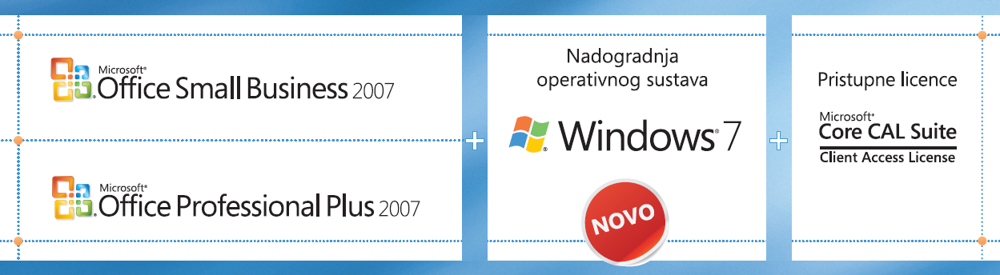 Microsoft®
Office Small Business 2007
Microsoft®
Office Professional Plus 2007
+
Nadogradnja
operativnog sustava
Windows® 7
NOVO
+
Pristupne licence
Microsoft®
Core CAL Suite
Client Access License